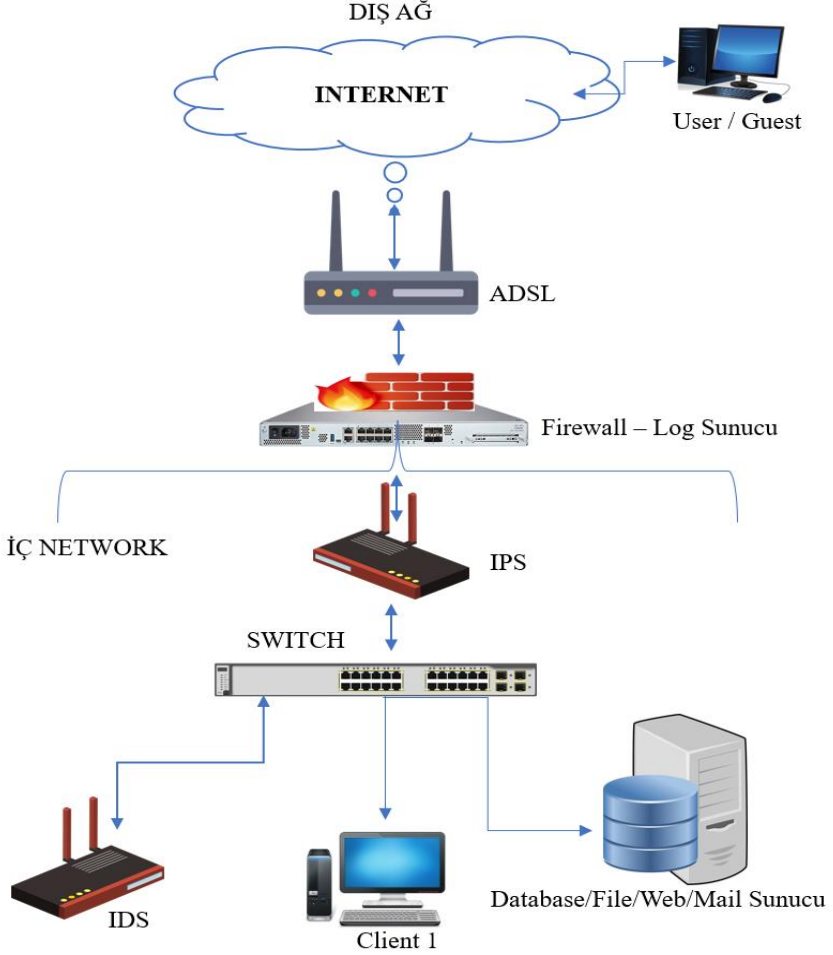 DIŞ AĞ
INTERNET
User / Guest
ADSL
Firewall – Log Sunucu
İÇ NETWORK
IPS
SWITCH
Database/File/Web/Mail Sunucu
IDS
Client 1